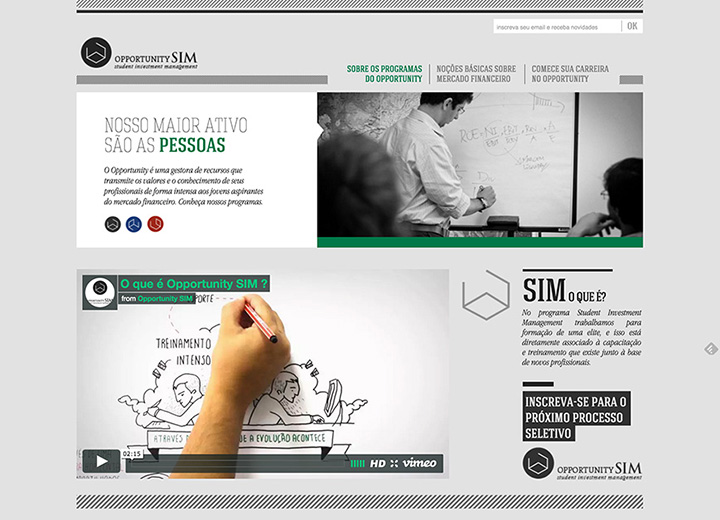 inscreva seu email e receba novidades
OK
OPPORTUNITY SIM
student investment management
SOBRE OS PROGRAMAS
DO OPPORTUNITY
NOÇÕES BÁSICAS SOBRE
MERCADO FINANCEIRO
COMECE SUA CARREIRA
NO OPPORTUNITY
NOSSO MAIOR ATIVO
SÃO AS PESSOAS
O Opportunity é uma gestora de recursos que
transmite os valores e o conhecimento de seus
profissionais de forma intensa aos jovens aspirantes
do mercado financeiro. Conheça nossos programas.
O que é Opportunity SIM ?
from Opportunity SIM
PORTE
TREINAMENTO
INTENSO
ATRAVÉS
DE A EVOLUÇÃO ACONTECE
02:15
HD
vimeo
SIM O QUE É?
No programa Student Investment
Management trabalhamos para
formação de uma elite, e isso está
diretamente associado à capacitação
e treinamento que existe junto à base
de novos profissionais.
INSCREVA-SE PARA O
PRÓXIMO PROCESSO
SELETIVO
OPPORTUNITY SIM
student investment management